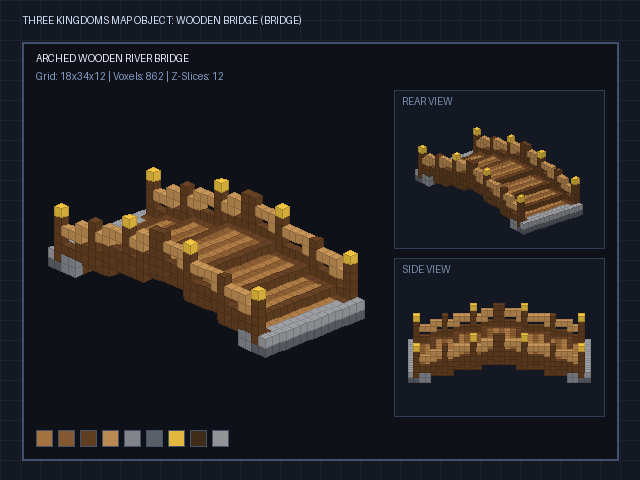 THREE KINGDOMS MAP OBJECT: WOODEN BRIDGE (BRIDGE)
ARCHED WOODEN RIVER BRIDGE
Grid: 18x34x12 | Voxels: 862 | Z-Slices: 12
REAR VIEW
SIDE VIEW